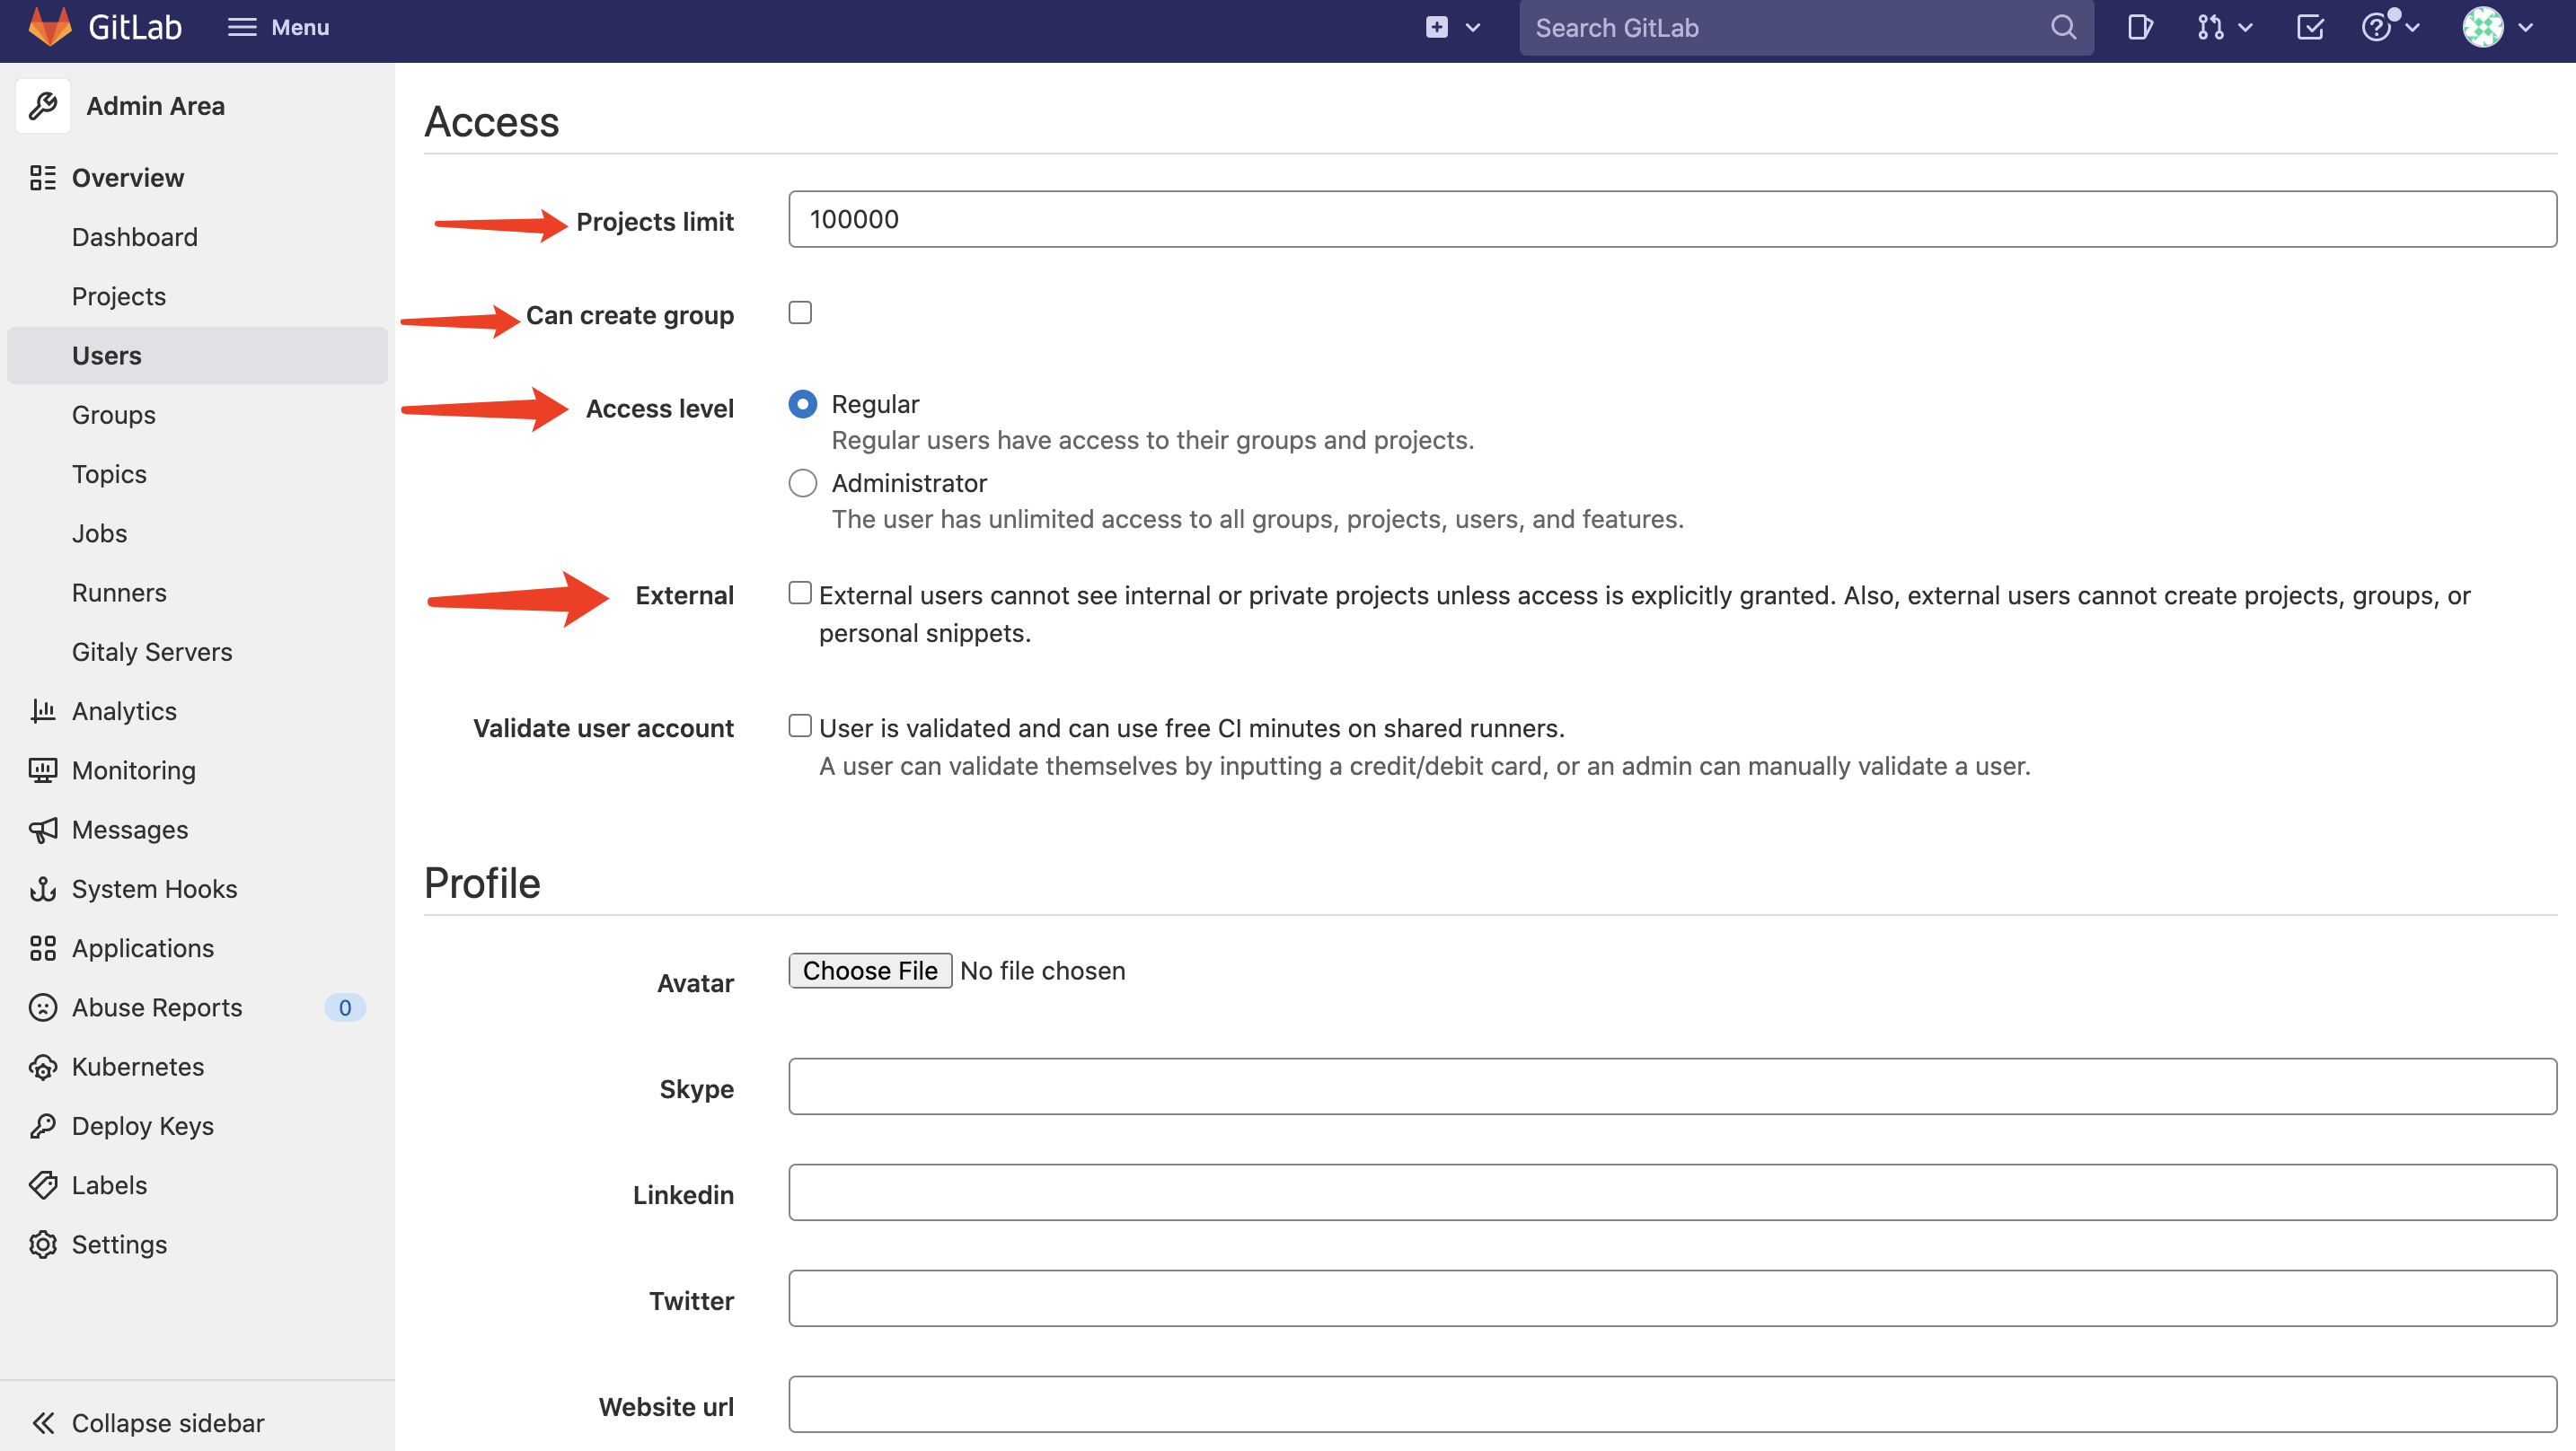 GitLab
Menu
Search GitLab
Admin Area
Overview
Dashboard
Projects
Users
Groups
Topics
Jobs
Runners
Gitaly Servers
Analytics
Monitoring
Messages
System Hooks
Applications
Abuse Reports 0
Kubernetes
Deploy Keys
Labels
Settings
Collapse sidebar
Access
Projects limit 100000
Can create group
Access level Regular
Regular users have access to their groups and projects.
Administrator
The user has unlimited access to all groups, projects, users, and features.
External External users cannot see internal or private projects unless access is explicitly granted. Also, external users cannot create projects, groups, or
personal snippets.
Validate user account User is validated and can use free CI minutes on shared runners.
A user can validate themselves by inputting a credit/debit card, or an admin can manually validate a user.
Profile
Avatar Choose File No file chosen
Skype
Linkedin
Twitter
Website url